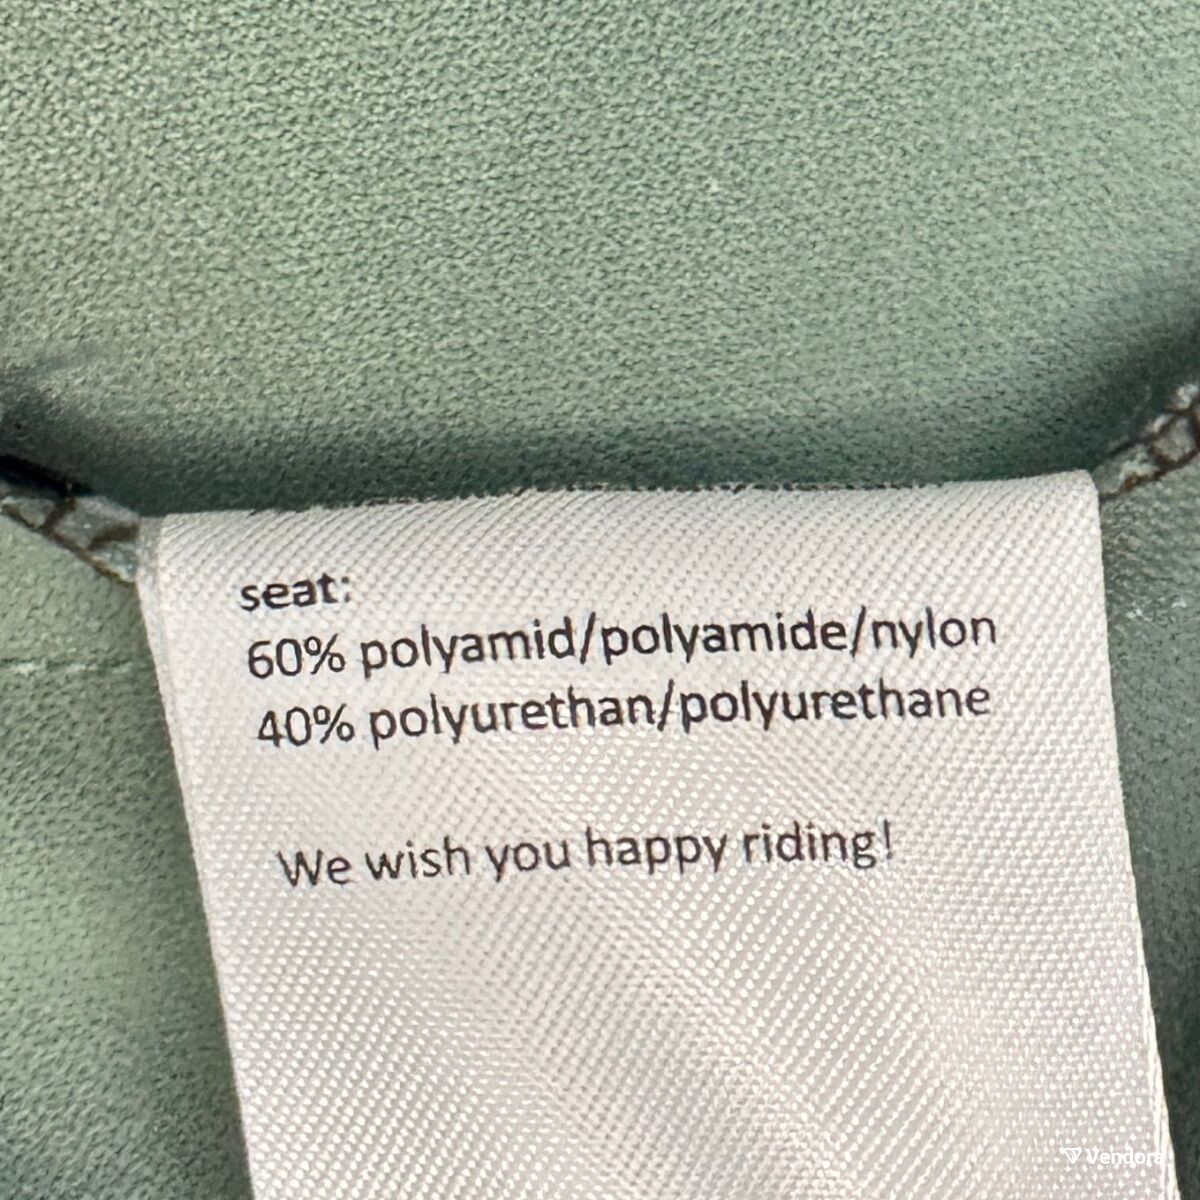 seat:
60% polyamid/polyamide/nylon
40% polyurethan/polyurethane
We wish you happy riding!
Vendora